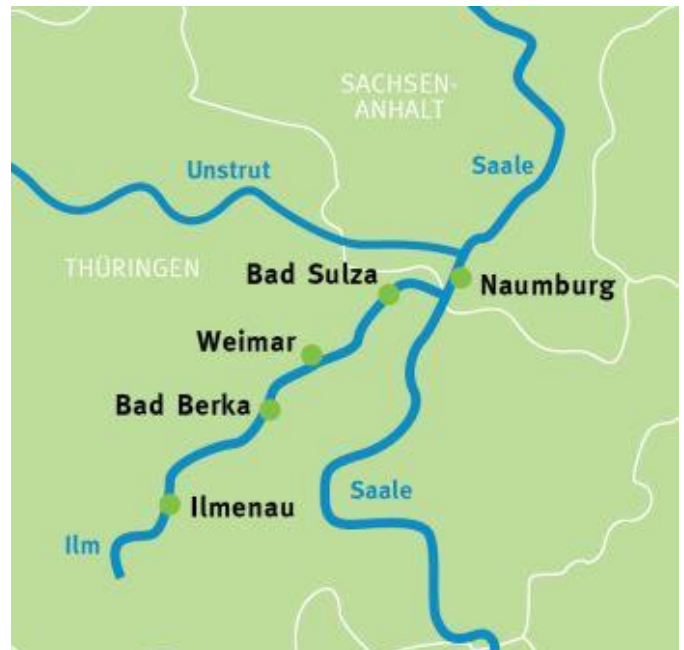 SACHSEN-
ANHALT
Unstrut
Saale
THÜRINGEN
Bad Sulza
Naumburg
Weimar
Bad Berka
Saale
Ilmenau
Ilm